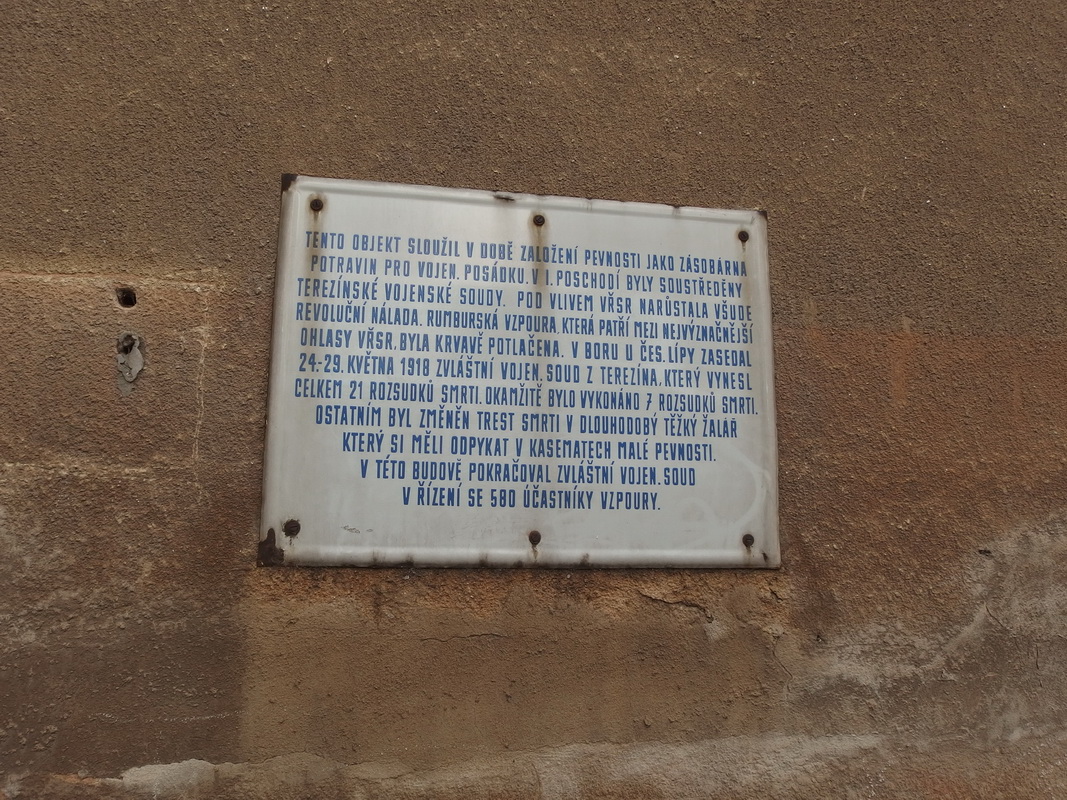 TENTO OBJEKT SLOUŽIL V DOBĚ ZALOŽENÍ PEVNOSTI JAKO ZÁSOBÁRNA
POTRAVIN PRO VOJEN. POSÁDKU. V I. POSCHODÍ BYLY SOUSTŘEDĚNY
TEREZÍNSKÉ VOJENSKÉ SOUDY. POD VLIVEM VŘSR NARŮSTALA VŠUDE
REVOLUČNÍ NÁLADA. RUMBURSKÁ VZPOURA, KTERÁ PATŘÍ MEZI NEJVÝZNAČNĚJŠÍ
OHLASY VŘSR, BYLA KRVAVĚ POTLAČENA. V BORU U ČES. LÍPY ZASEDAL
24.-29. KVĚTNA 1918 ZVLÁŠTNÍ VOJEN. SOUD Z TEREZÍNA, KTERÝ VYNESL
CELKEM 21 ROZSUDKŮ SMRTI. OKAMŽITĚ BYLO VYKONÁNO 7 ROZSUDKŮ SMRTI.
OSTATNÍM BYL ZMĚNĚN TREST SMRTI V DLOUHODOBÝ TĚŽKÝ ŽALÁŘ
KTERÝ SI MĚLI ODPYKAT V KASEMATECH MALÉ PEVNOSTI.
V TÉTO BUDOVĚ POKRAČOVAL ZVLÁŠTNÍ VOJEN. SOUD
V ŘÍZENÍ SE 580 ÚČASTNÍKY VZPOURY.